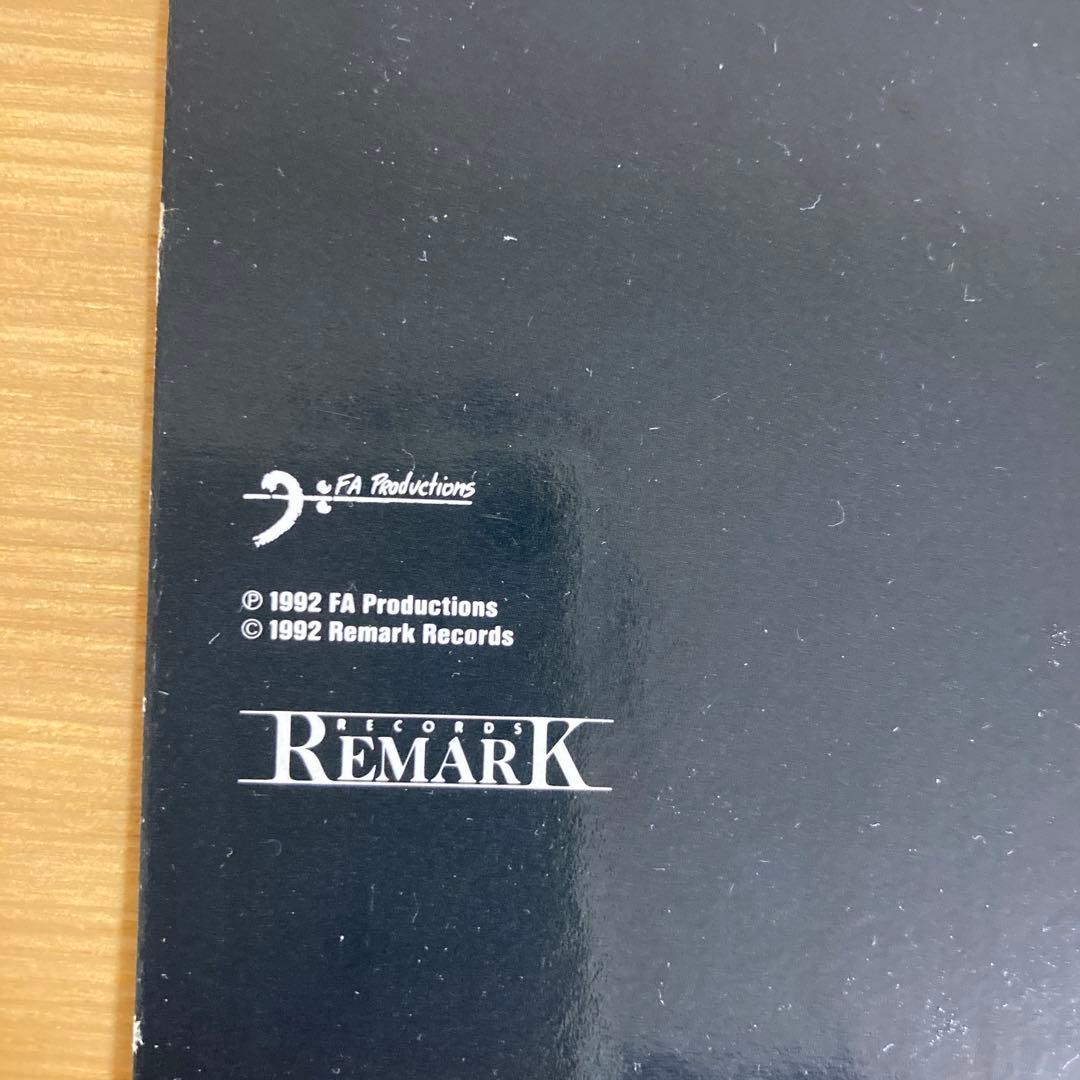 FA Productions
℗ 1992 FA Productions
© 1992 Remark Records
RECORDS
REMARK